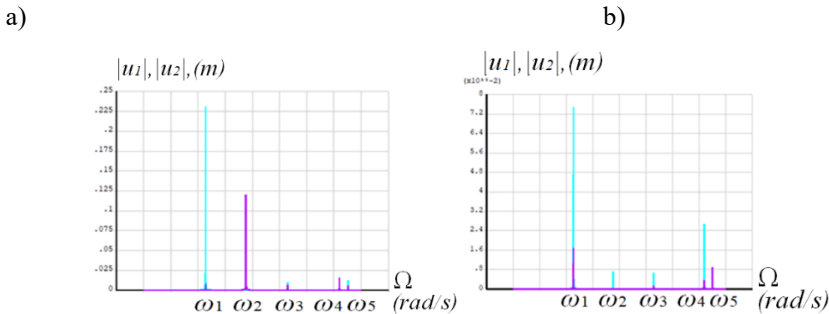 a)
b)
|u1|,|u2|,(m)
.25
.225
.2
.175
.15
.125
.1
.075
.05
.025
0
ω1 ω2 ω3 ω4 ω5
Ω
(rad/s)
|u1|,|u2|,(m)
(x10**-2)
8
7.2
6.4
5.6
4.8
4
3.2
2.4
1.6
.8
0
ω1 ω2 ω3 ω4 ω5
Ω
(rad/s)